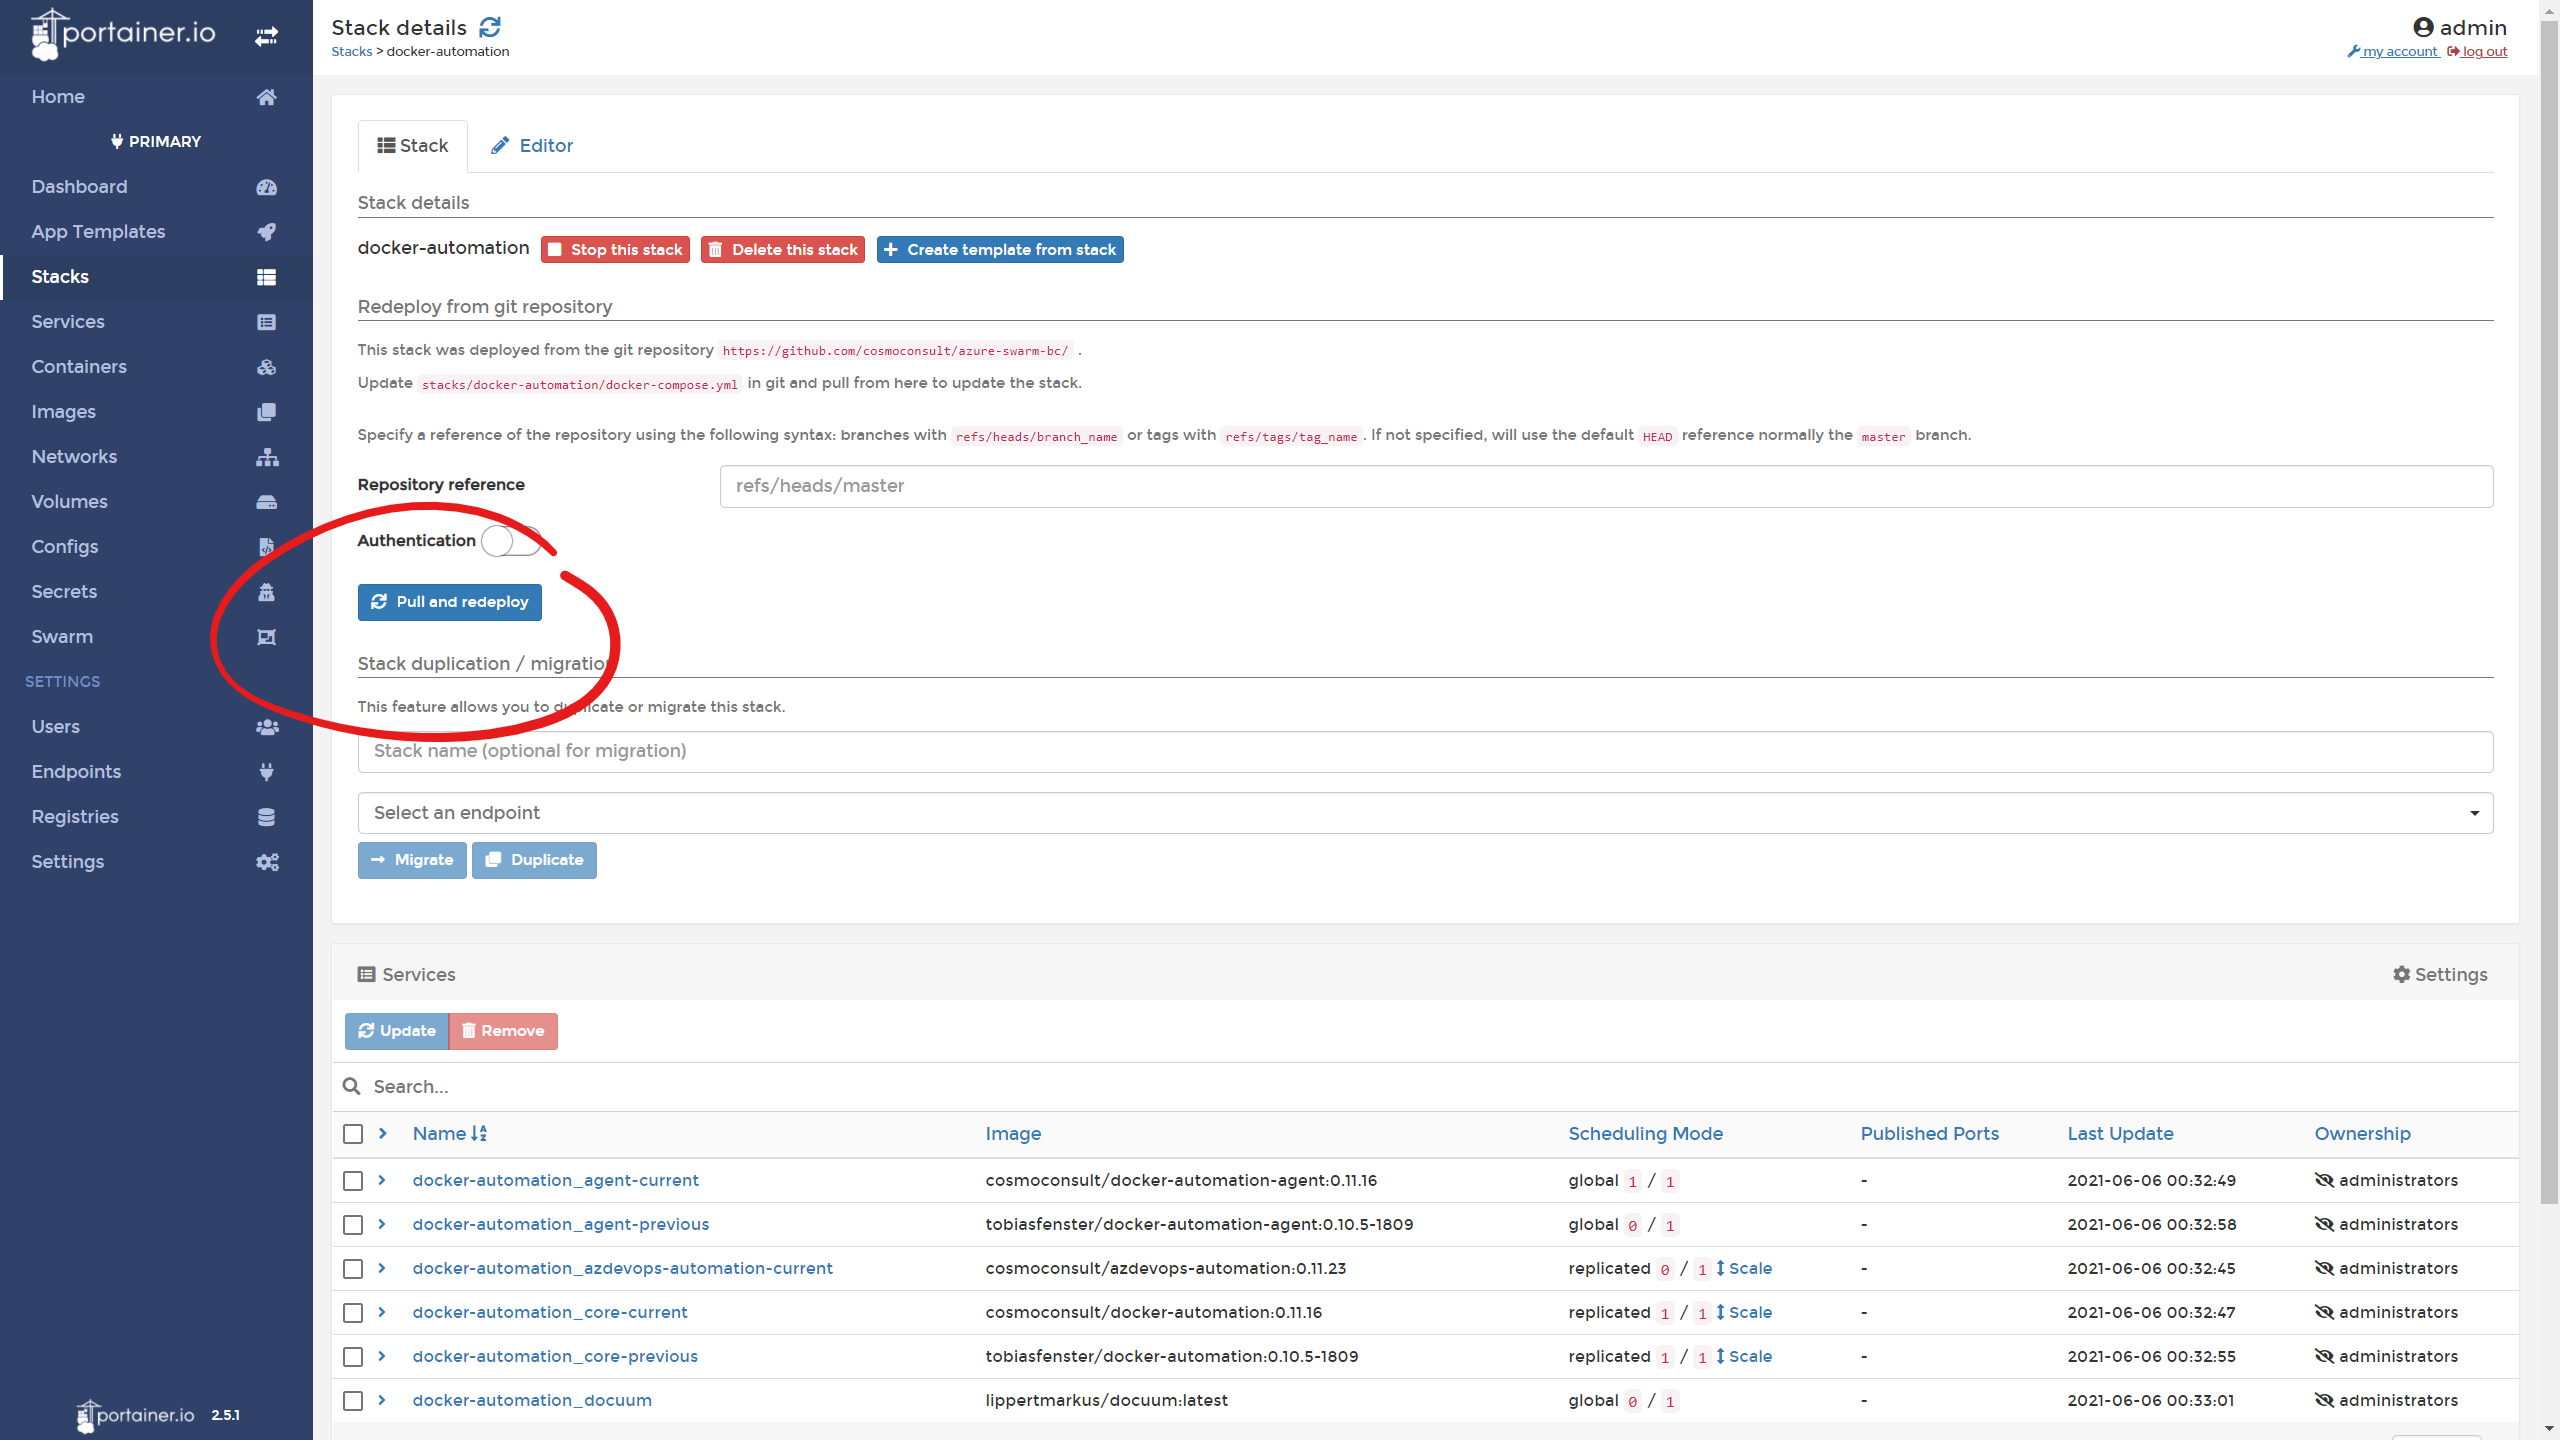 portainer.io
Home
PRIMARY
Dashboard
App Templates
Stacks
Services
Containers
Images
Networks
Volumes
Configs
Secrets
Swarm
SETTINGS
Users
Endpoints
Registries
Settings
portainer.io 2.5.1
Stack details
Stacks > docker-automation
admin
my account log out
Stack Editor
Stack details
docker-automation Stop this stack Delete this stack Create template from stack
Redeploy from git repository
This stack was deployed from the git repository https://github.com/cosmoconsult/azure-swarm-bc/ .
Update stacks/docker-automation/docker-compose.yml in git and pull from here to update the stack.
Specify a reference of the repository using the following syntax: branches with refs/heads/branch_name or tags with refs/tags/tag_name. If not specified, will use the default HEAD reference normally the master branch.
Repository reference refs/heads/master
Authentication
Pull and redeploy
Stack duplication / migration
This feature allows you to duplicate or migrate this stack.
Stack name (optional for migration)
Select an endpoint
Migrate Duplicate
Services Settings
Update Remove
Search...
Name Image Scheduling Mode Published Ports Last Update Ownership
docker-automation_agent-current cosmoconsult/docker-automation-agent:0.11.16 global 1 / 1 - 2021-06-06 00:32:49 administrators
docker-automation_agent-previous tobiasfenster/docker-automation-agent:0.10.5-1809 global 0 / 1 - 2021-06-06 00:32:58 administrators
docker-automation_azdevops-automation-current cosmoconsult/azdevops-automation:0.11.23 replicated 0 / 1 Scale - 2021-06-06 00:32:45 administrators
docker-automation_core-current cosmoconsult/docker-automation:0.11.16 replicated 1 / 1 Scale - 2021-06-06 00:32:47 administrators
docker-automation_core-previous tobiasfenster/docker-automation:0.10.5-1809 replicated 1 / 1 Scale - 2021-06-06 00:32:55 administrators
docker-automation_docuum lippertmarkus/docuum:latest global 0 / 1 - 2021-06-06 00:33:01 administrators